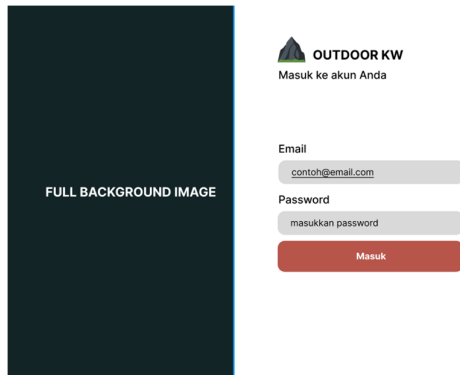 FULL BACKGROUND IMAGE
OUTDOOR KW
Masuk ke akun Anda
Email
contoh@email.com
Password
masukkan password
Masuk